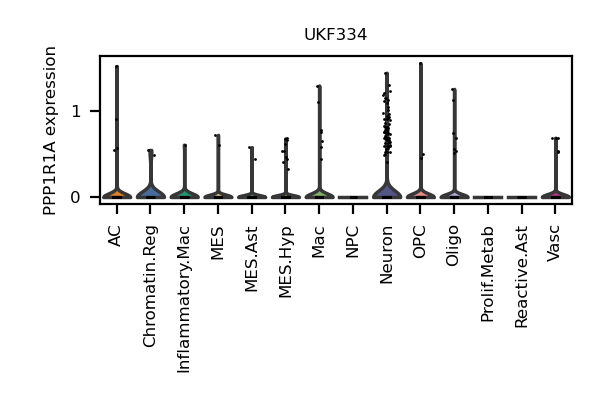 UKF334
PPP1R1A expression
1
0
AC
Chromatin.Reg
Inflammatory.Mac
MES
MES.Ast
MES.Hyp
Mac
NPC
Neuron
OPC
Oligo
Prolif.Metab
Reactive.Ast
Vasc